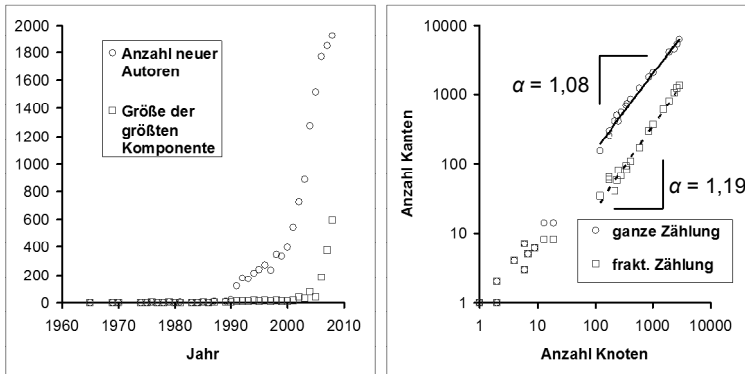 2000
1800
1600
1400
1200
1000
800
600
400
200
0
1960 1970 1980 1990 2000 2010
Jahr
Anzahl neuer
Autoren
Größe der
größten
Komponente
10000
1000
100
10
1
1 10 100 1000 10000
Anzahl Knoten
Anzahl Kanten
α = 1,08
α = 1,19
ganze Zählung
frakt. Zählung